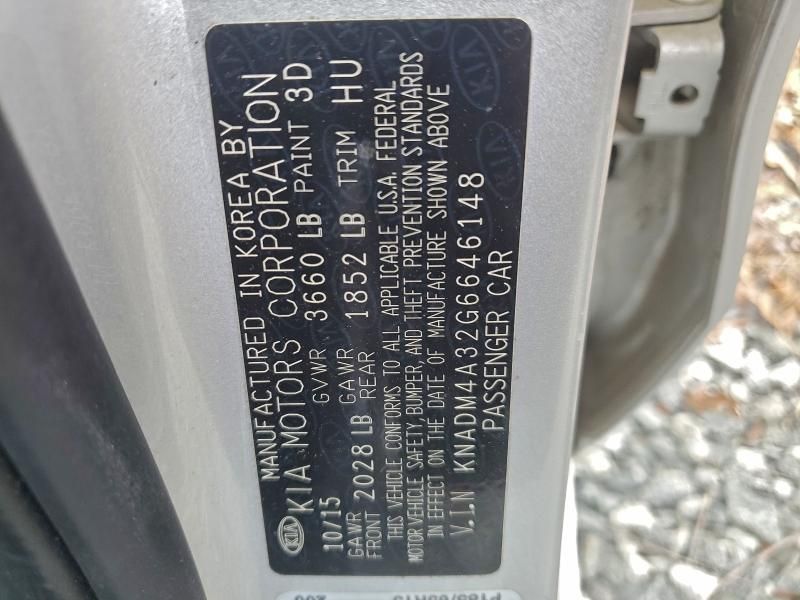 MANUFACTURED IN KOREA BY
KIA KIA MOTORS CORPORATION
10/15 GVWR 3660 LB PAINT 3D
GAWR FRONT 2028 LB GAWR REAR 1852 LB TRIM HU
THIS VEHICLE CONFORMS TO ALL APPLICABLE U.S.A. FEDERAL
MOTOR VEHICLE SAFETY, BUMPER, AND THEFT PREVENTION STANDARDS
IN EFFECT ON THE DATE OF MANUFACTURE SHOWN ABOVE
V.I.N KNADM4A32G6646148
PASSENGER CAR